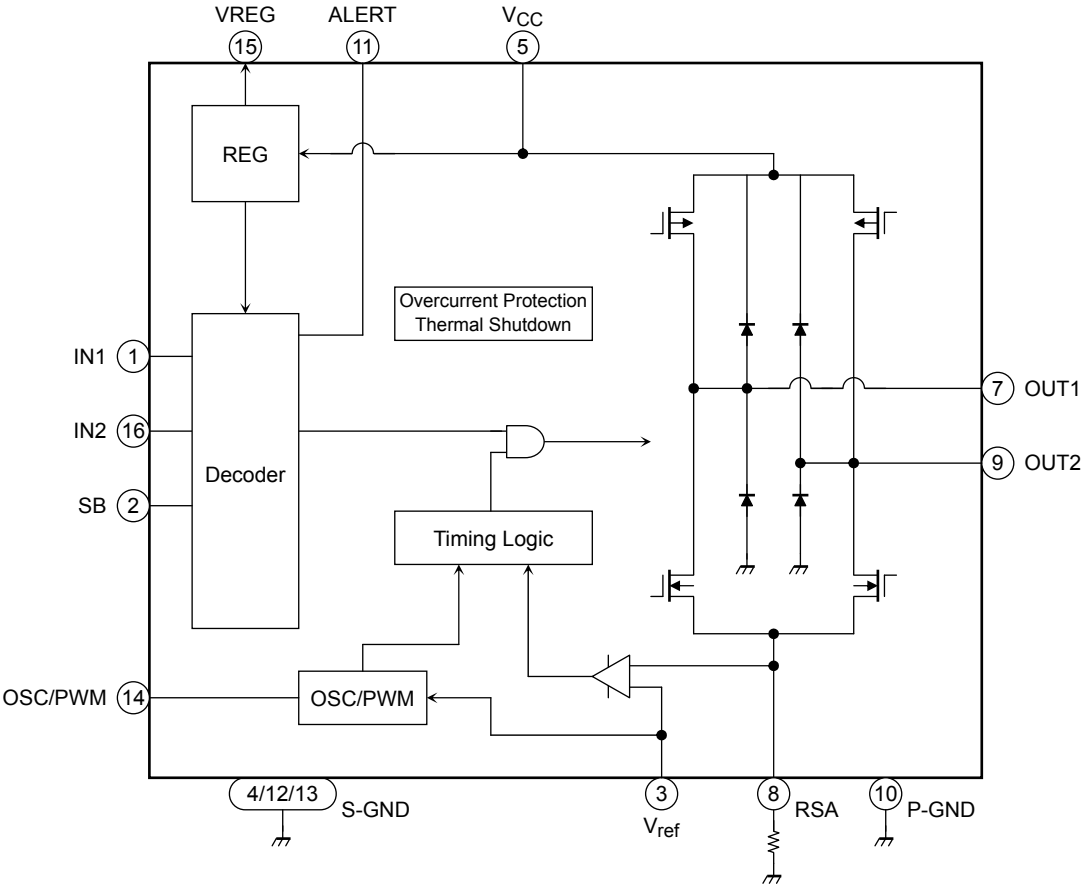 VREG ALERT VCC
15 11 5
REG
Overcurrent Protection
Thermal Shutdown
IN1 1
7 OUT1
IN2 16
9 OUT2
Decoder
SB 2
Timing Logic
OSC/PWM 14
OSC/PWM
4/12/13 S-GND
3 Vref
8 RSA
10 P-GND